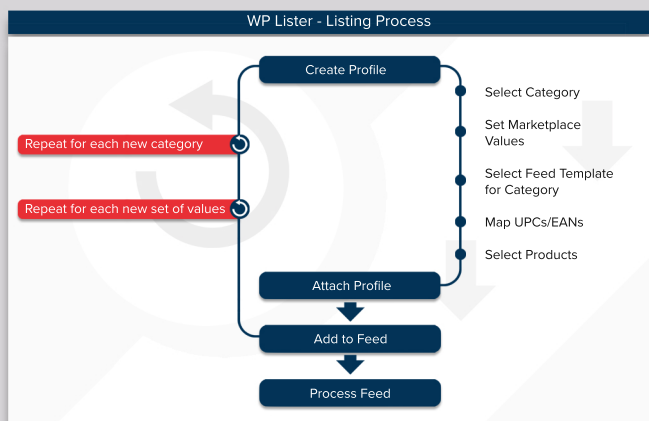 WP Lister - Listing Process
Create Profile
Select Category
Set Marketplace
Values
Repeat for each new category
Select Feed Template
for Category
Repeat for each new set of values
Map UPCs/EANs
Select Products
Attach Profile
Add to Feed
Process Feed